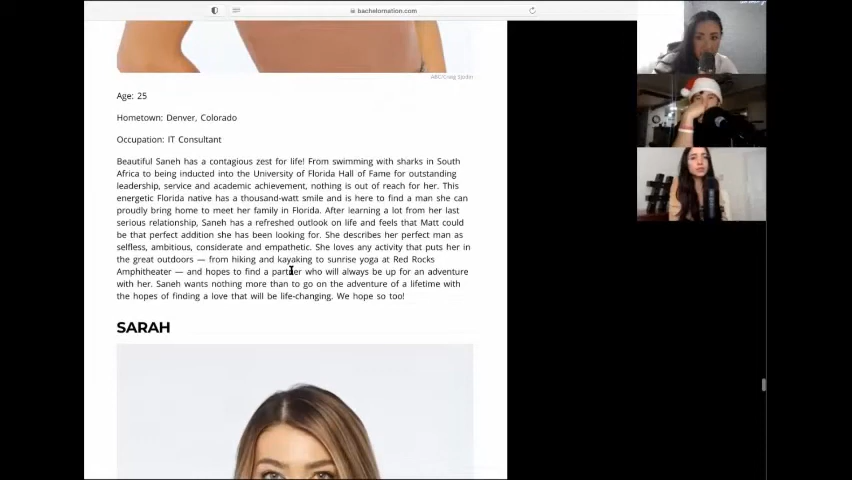 bachelornation.com
ABC/Craig Sjodin
Age: 25
Hometown: Denver, Colorado
Occupation: IT Consultant
Beautiful Saneh has a contagious zest for life! From swimming with sharks in South
Africa to being inducted into the University of Florida Hall of Fame for outstanding
leadership, service and academic achievement, nothing is out of reach for her. This
energetic Florida native has a thousand-watt smile and is here to find a man she can
proudly bring home to meet her family in Florida. After learning a lot from her last
serious relationship, Saneh has a refreshed outlook on life and feels that Matt could
be that perfect addition she has been looking for. She describes her perfect man as
selfless, ambitious, considerate and empathetic. She loves any activity that puts her in
the great outdoors — from hiking and kayaking to sunrise yoga at Red Rocks
Amphitheater — and hopes to find a partner who will always be up for an adventure
with her. Saneh wants nothing more than to go on the adventure of a lifetime with
the hopes of finding a love that will be life-changing. We hope so too!
SARAH